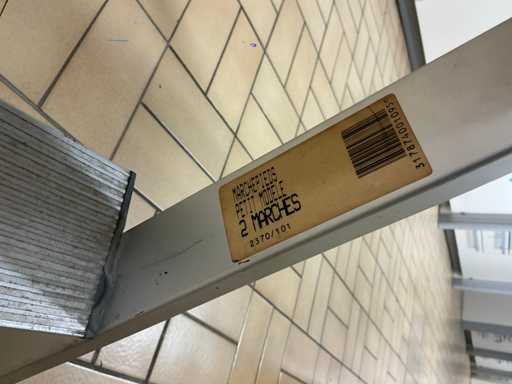 MARCHEPIEDS
PETIT MODELE
2 MARCHES
2370/101